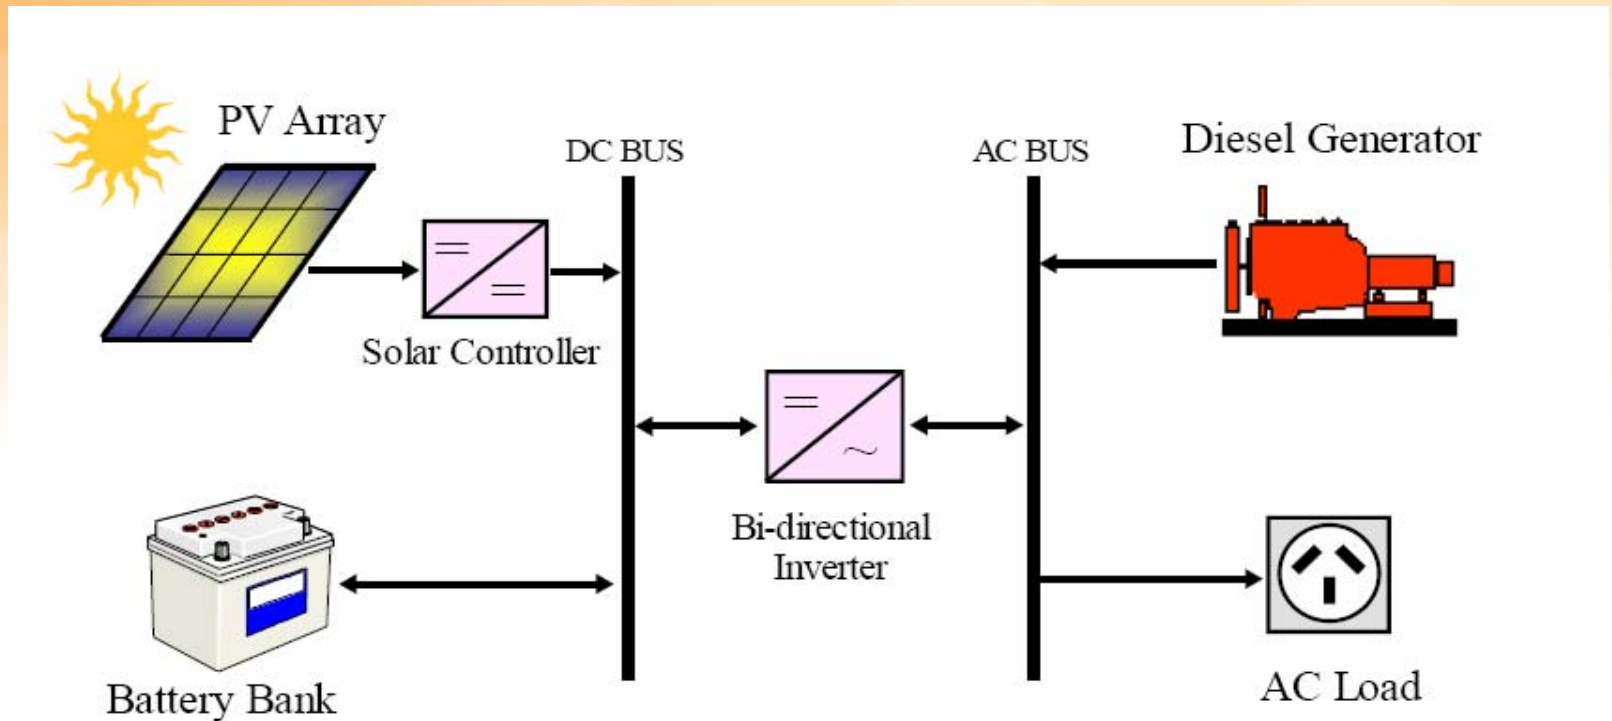 PV Array
DC BUS
AC BUS
Diesel Generator
Solar Controller
Bi-directional
Inverter
Battery Bank
AC Load